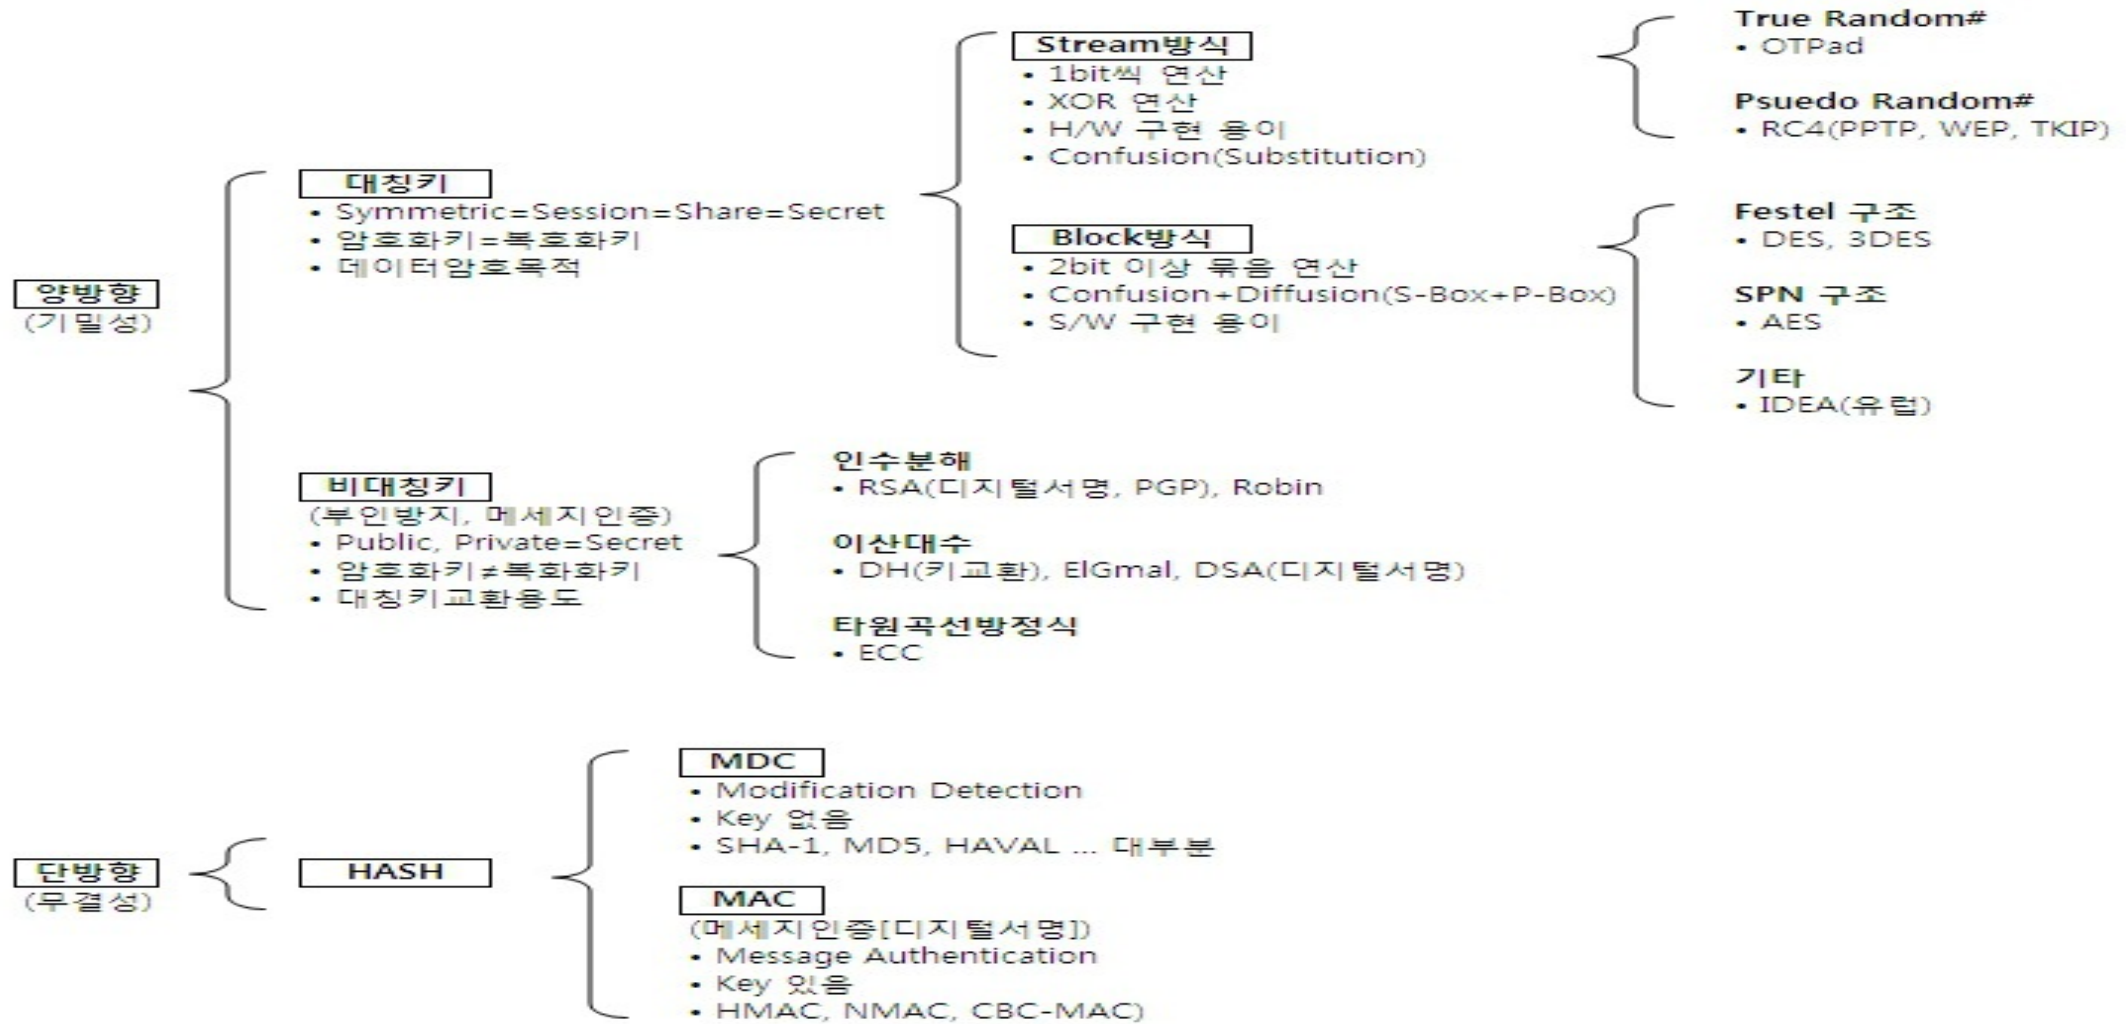 양방향
(기밀성)
대칭키
• Symmetric=Session=Share=Secret
• 암호화키=복호화키
• 데이터암호목적
Stream방식
• 1bit씩 연산
• XOR 연산
• H/W 구현 용이
• Confusion(Substitution)
True Random#
• OTPad
Psuedo Random#
• RC4(PPTP, WEP, TKIP)
Block방식
• 2bit 이상 묶음 연산
• Confusion+Diffusion(S-Box+P-Box)
• S/W 구현 용이
Festel 구조
• DES, 3DES
SPN 구조
• AES
기타
• IDEA(유럽)
비대칭키
(부인방지, 메세지인증)
• Public, Private=Secret
• 암호화키≠복화화키
• 대칭키교환용도
인수분해
• RSA(디지털서명, PGP), Robin
이산대수
• DH(키교환), ElGmal, DSA(디지털서명)
타원곡선방정식
• ECC
단방향
(무결성)
HASH
MDC
• Modification Detection
• Key 없음
• SHA-1, MD5, HAVAL ... 대부분
MAC
(메세지인증[디지털서명])
• Message Authentication
• Key 있음
• HMAC, NMAC, CBC-MAC)